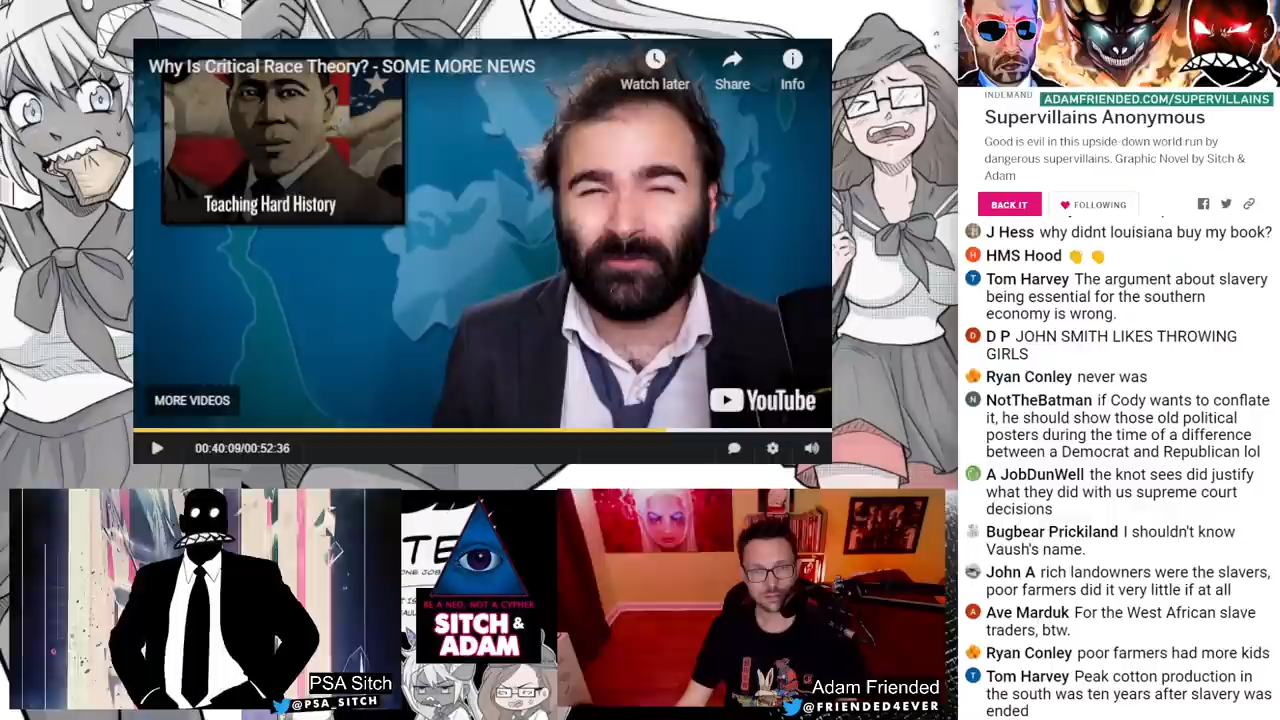 Why Is Critical Race Theory? - SOME MORE NEWS
Watch later
Share
Info
Teaching Hard History
MORE VIDEOS
YouTube
00:40:09/00:52:36
INDEMAND
ADAMFRIENDED.COM/SUPERVILLAINS
Supervillains Anonymous
Good is evil in this upside-down world run by
dangerous supervillains. Graphic Novel by Sitch &
Adam
BACK IT
FOLLOWING
J Hess why didnt louisiana buy my book?
HMS Hood 👏 👏
Tom Harvey The argument about slavery
being essential for the southern
economy is wrong.
D P JOHN SMITH LIKES THROWING
GIRLS
Ryan Conley never was
NotTheBatman if Cody wants to conflate
it, he should show those old political
posters during the time of a difference
between a Democrat and Republican lol
A JobDunWell the knot sees did justify
what they did with us supreme court
decisions
Bugbear Prickiland I shouldn't know
Vaush's name.
John A rich landowners were the slavers,
poor farmers did it very little if at all
Ave Marduk For the West African slave
traders, btw.
Ryan Conley poor farmers had more kids
Tom Harvey Peak cotton production in
the south was ten years after slavery was
ended
PSA Sitch
@PSA_SITCH
BE A NEO, NOT A CYPHER
SITCH &
ADAM
Adam Friended
@FRIENDED4EVER